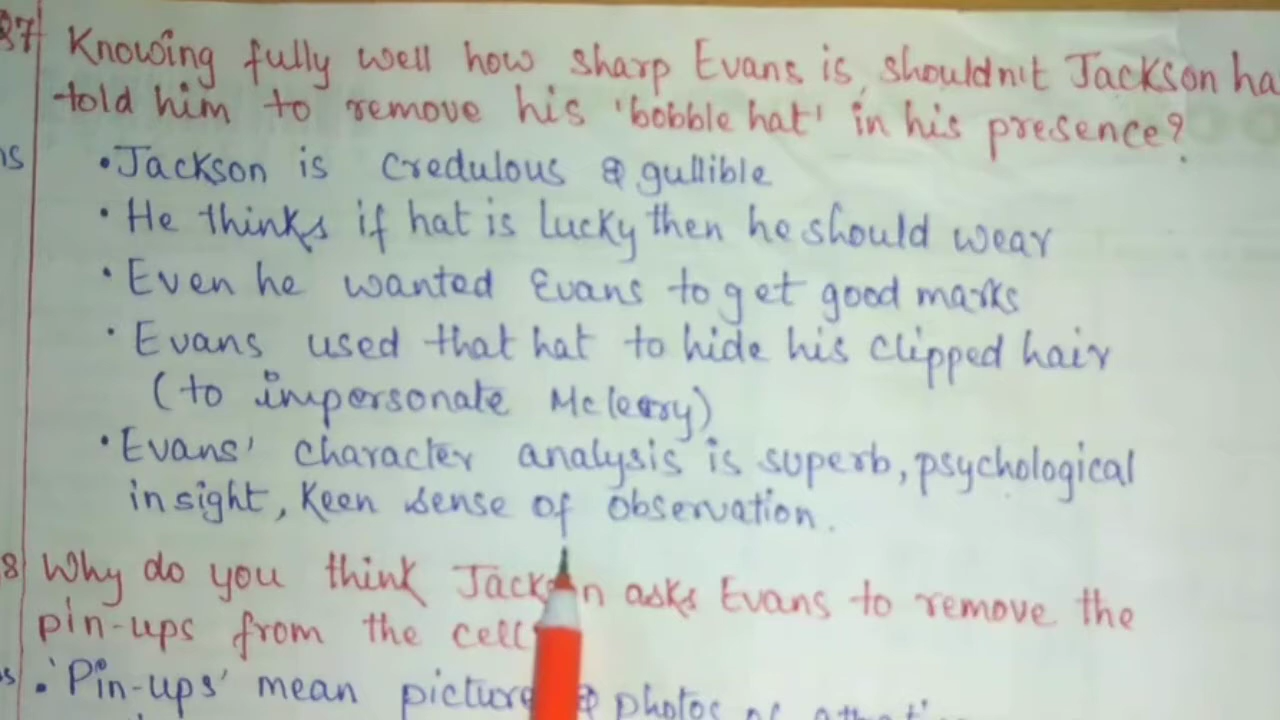 37 Knowing fully well how sharp Evans is, shouldn't Jackson ha
told him to remove his 'bobble hat' in his presence?
ns
• Jackson is credulous & gullible
• He thinks if hat is lucky then he should wear
• Even he wanted Evans to get good marks
• Evans used that hat to hide his clipped hair
(to impersonate Mcleery)
• Evans' character analysis is superb, psychological
insight, keen sense of observation.
8 Why do you think Jackson asks Evans to remove the
pin-ups from the cell
s • 'Pin-ups' mean picture & photos of